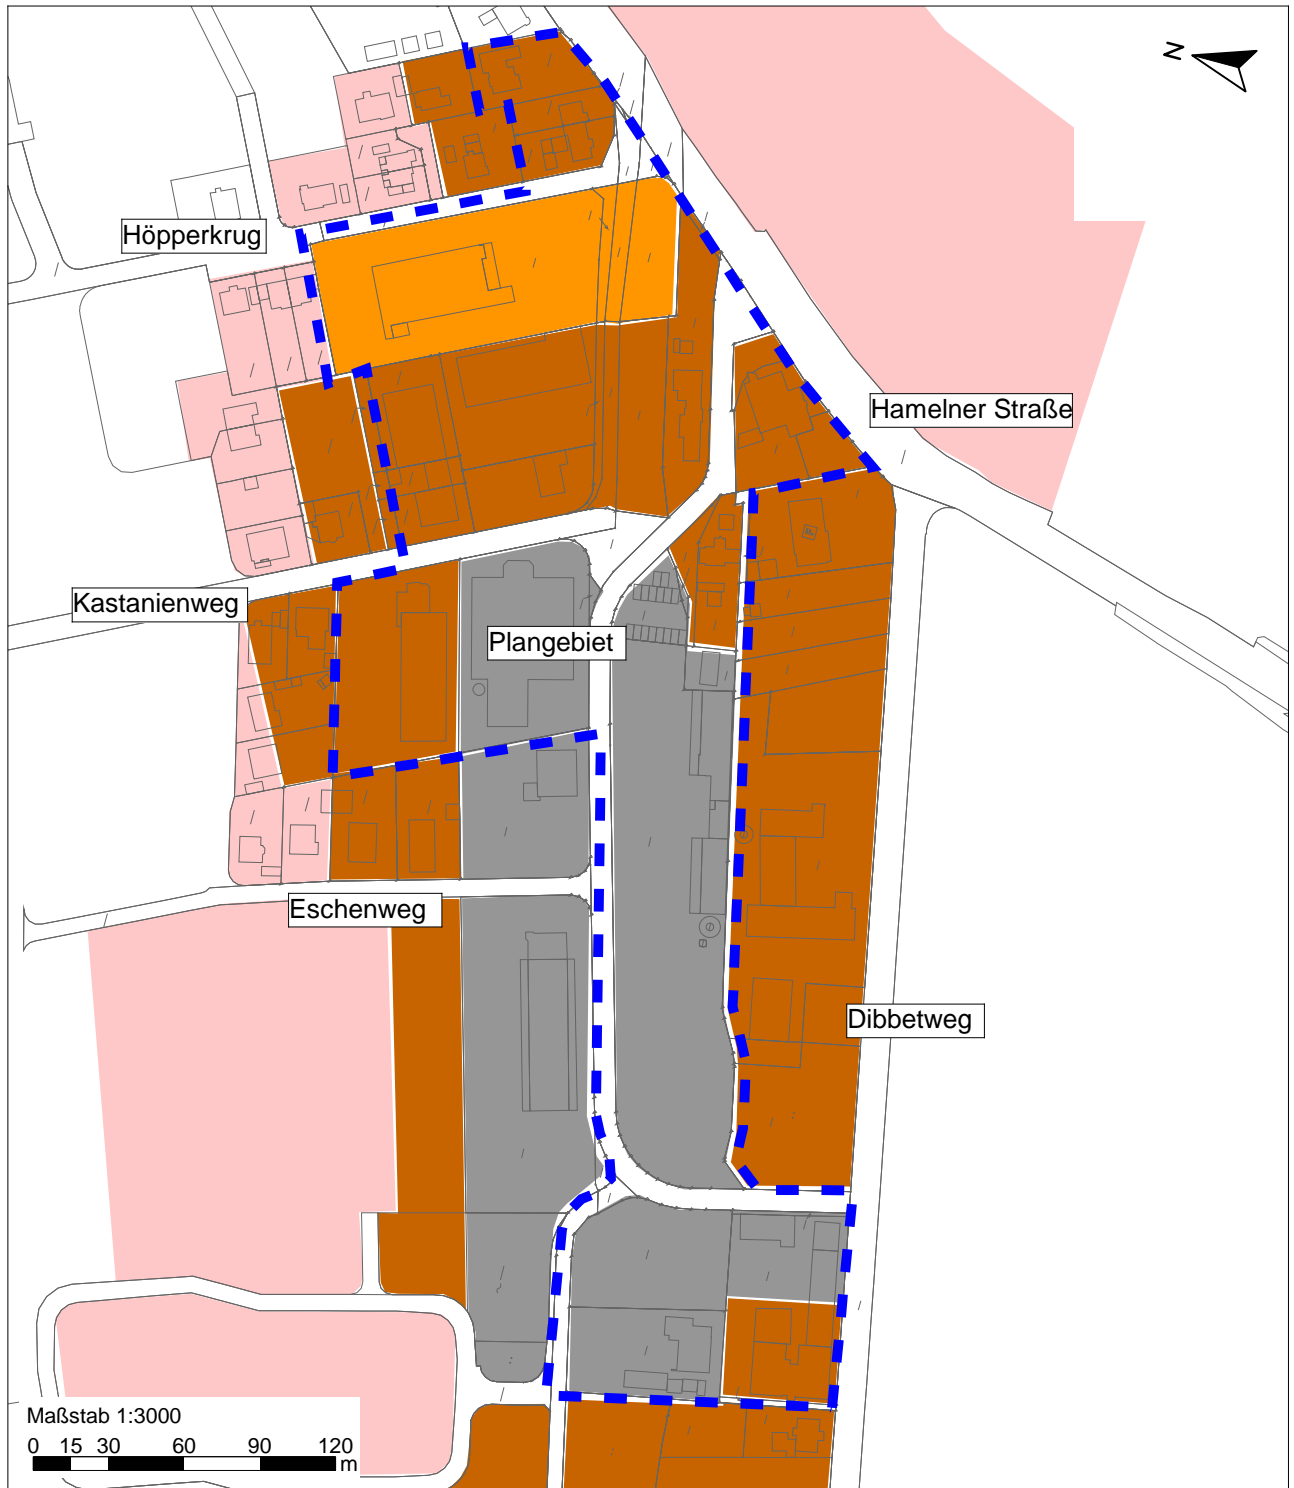 N
Höpperkrug
Hamelner Straße
Kastanienweg
Plangebiet
Eschenweg
Dibbetweg
Maßstab 1:3000
0 15 30 60 90 120
m